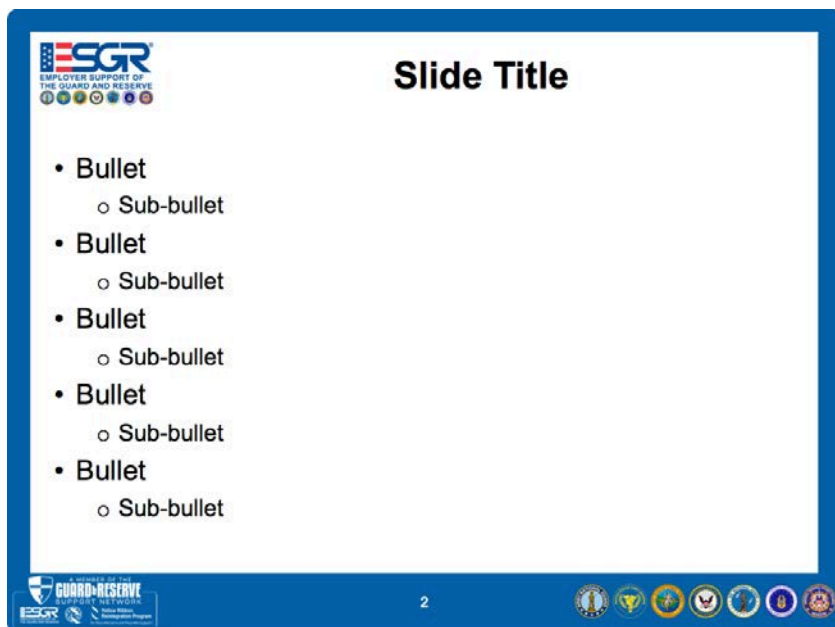 ESGR
EMPLOYER SUPPORT OF
THE GUARD AND RESERVE
Slide Title
• Bullet
o Sub-bullet
• Bullet
o Sub-bullet
• Bullet
o Sub-bullet
• Bullet
o Sub-bullet
• Bullet
o Sub-bullet
A MEMBER OF THE
GUARD & RESERVE
SUPPORT NETWORK
ESGR
Yellow Ribbon
Reintegration Program
2